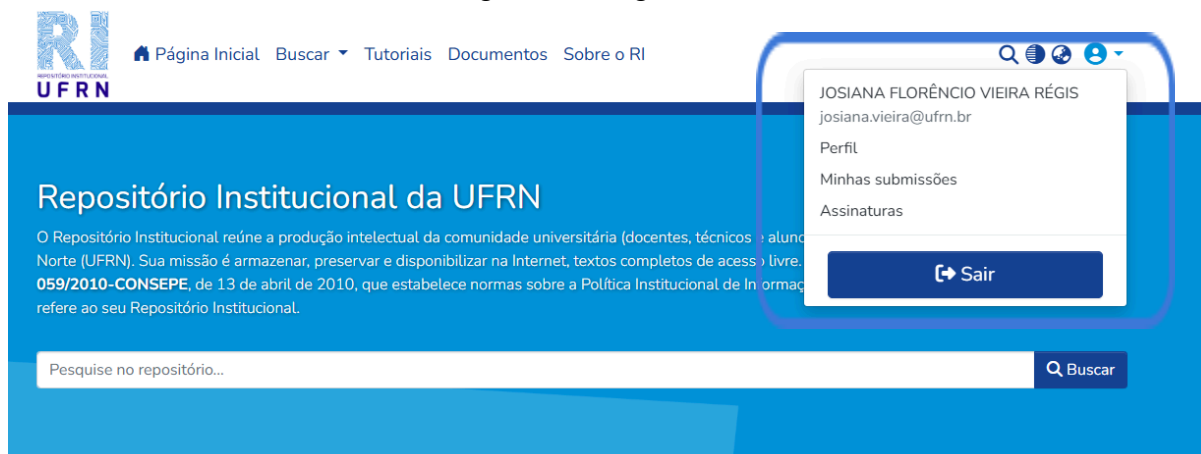 RI
REPOSITÓRIO INSTITUCIONAL
UFRN
Página Inicial Buscar Tutoriais Documentos Sobre o RI
JOSIANA FLORÊNCIO VIEIRA RÉGIS
josiana.vieira@ufrn.br
Perfil
Minhas submissões
Assinaturas
Sair
Repositório Institucional da UFRN
O Repositório Institucional reúne a produção intelectual da comunidade universitária (docentes, técnicos e
Norte (UFRN). Sua missão é armazenar, preservar e disponibilizar na Internet, textos completos de acesso livre.
059/2010-CONSEPE, de 13 de abril de 2010, que estabelece normas sobre a Política Institucional de
refere ao seu Repositório Institucional.
Pesquise no repositório...
Buscar